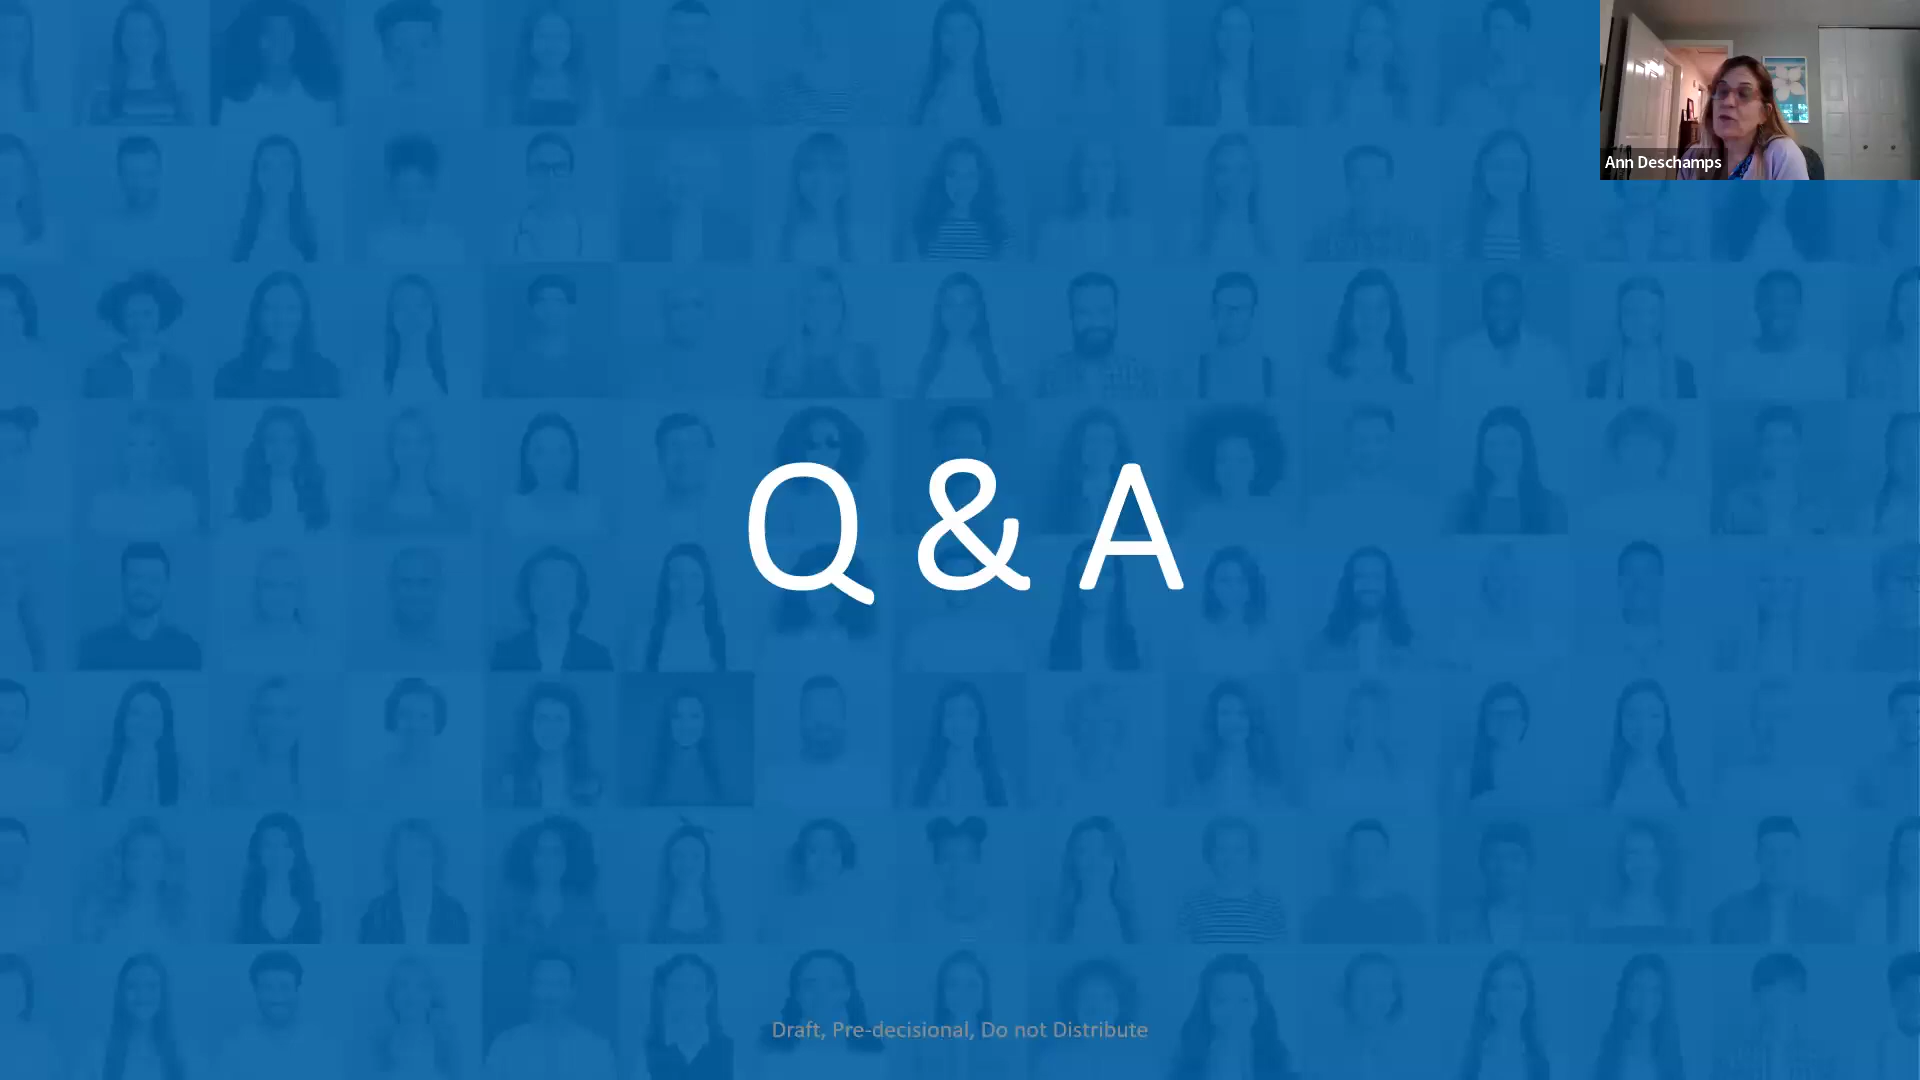 Ann Deschamps
Q & A
Draft, Pre-decisional, Do not Distribute